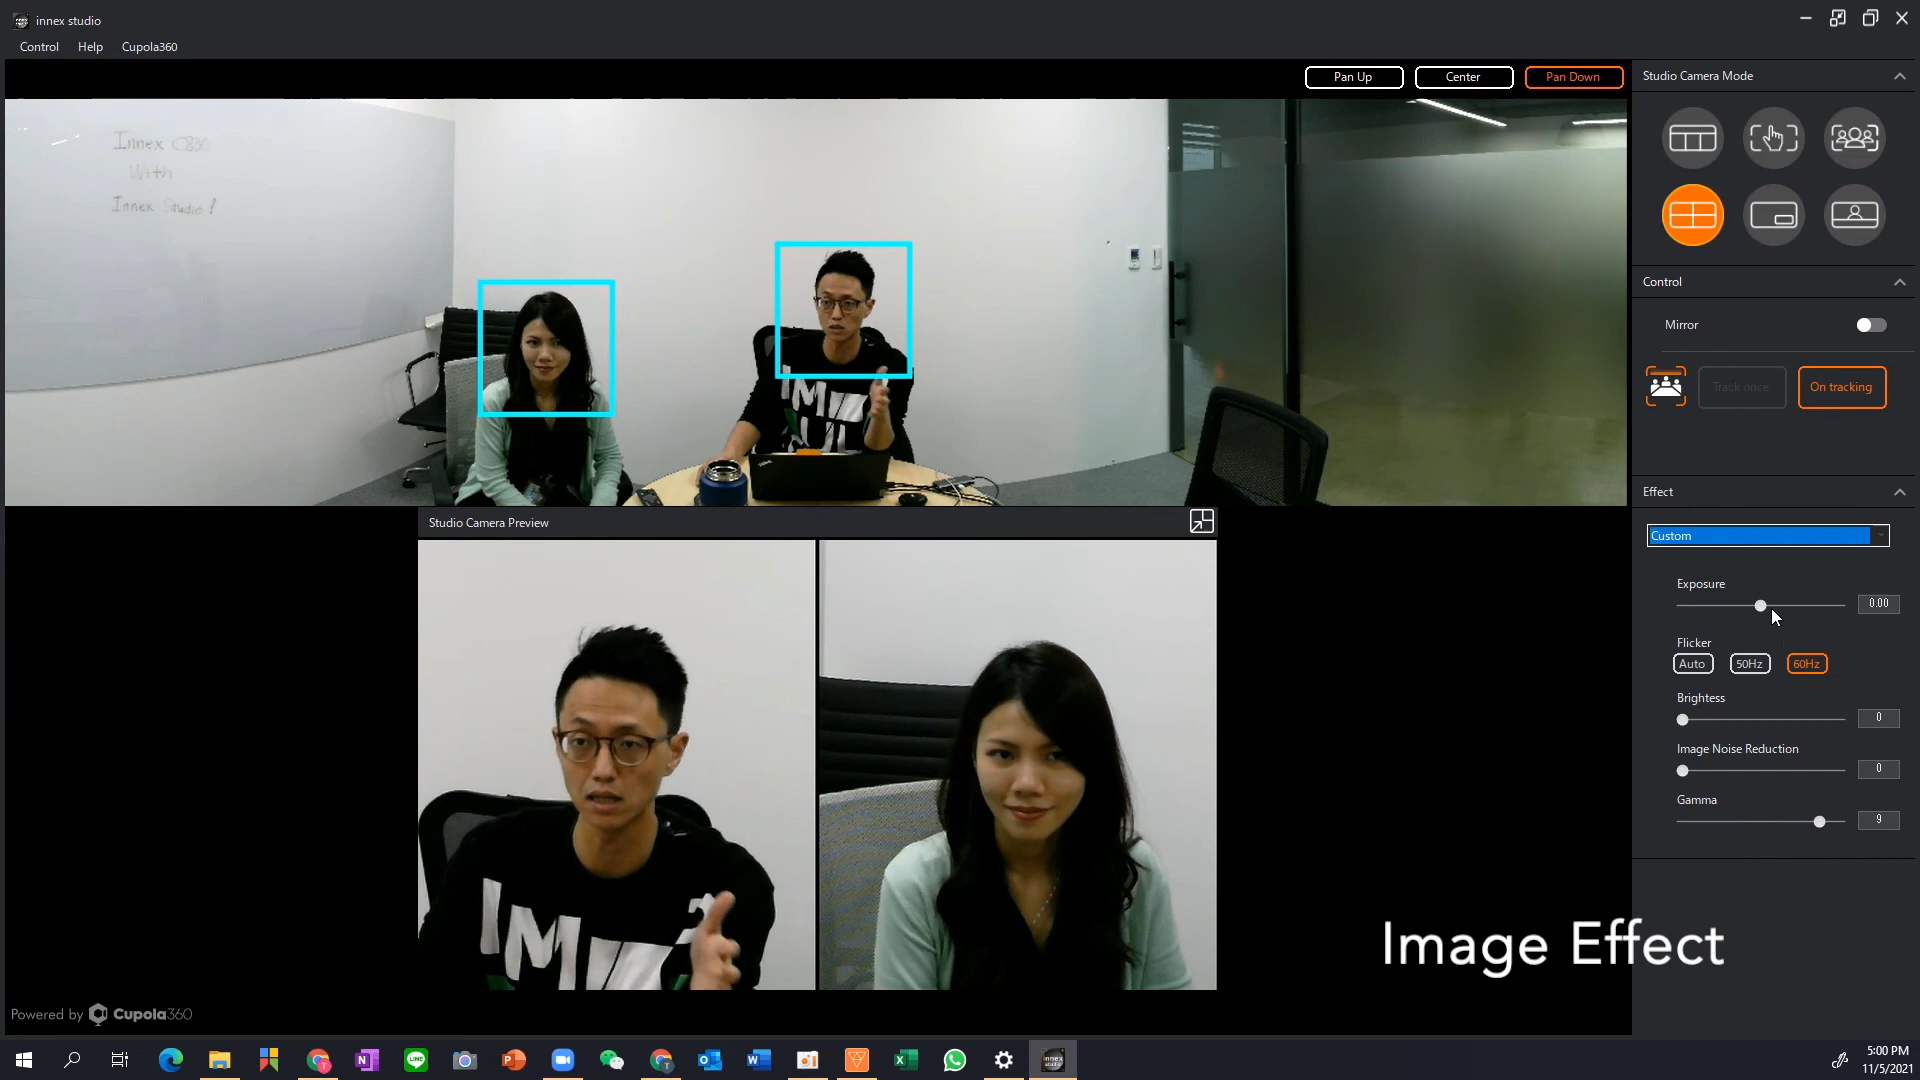 innex studio
Control Help Cupola360
Pan Up Center Pan Down
Studio Camera Mode
Innex C830
With
Innex Studio!
Control
Mirror
Track once On tracking
Effect
Studio Camera Preview
Custom
Exposure
0.00
Flicker
Auto 50Hz 60Hz
Brightess
0
Image Noise Reduction
0
Gamma
9
Image Effect
Powered by Cupola360
5:00 PM
11/5/2021